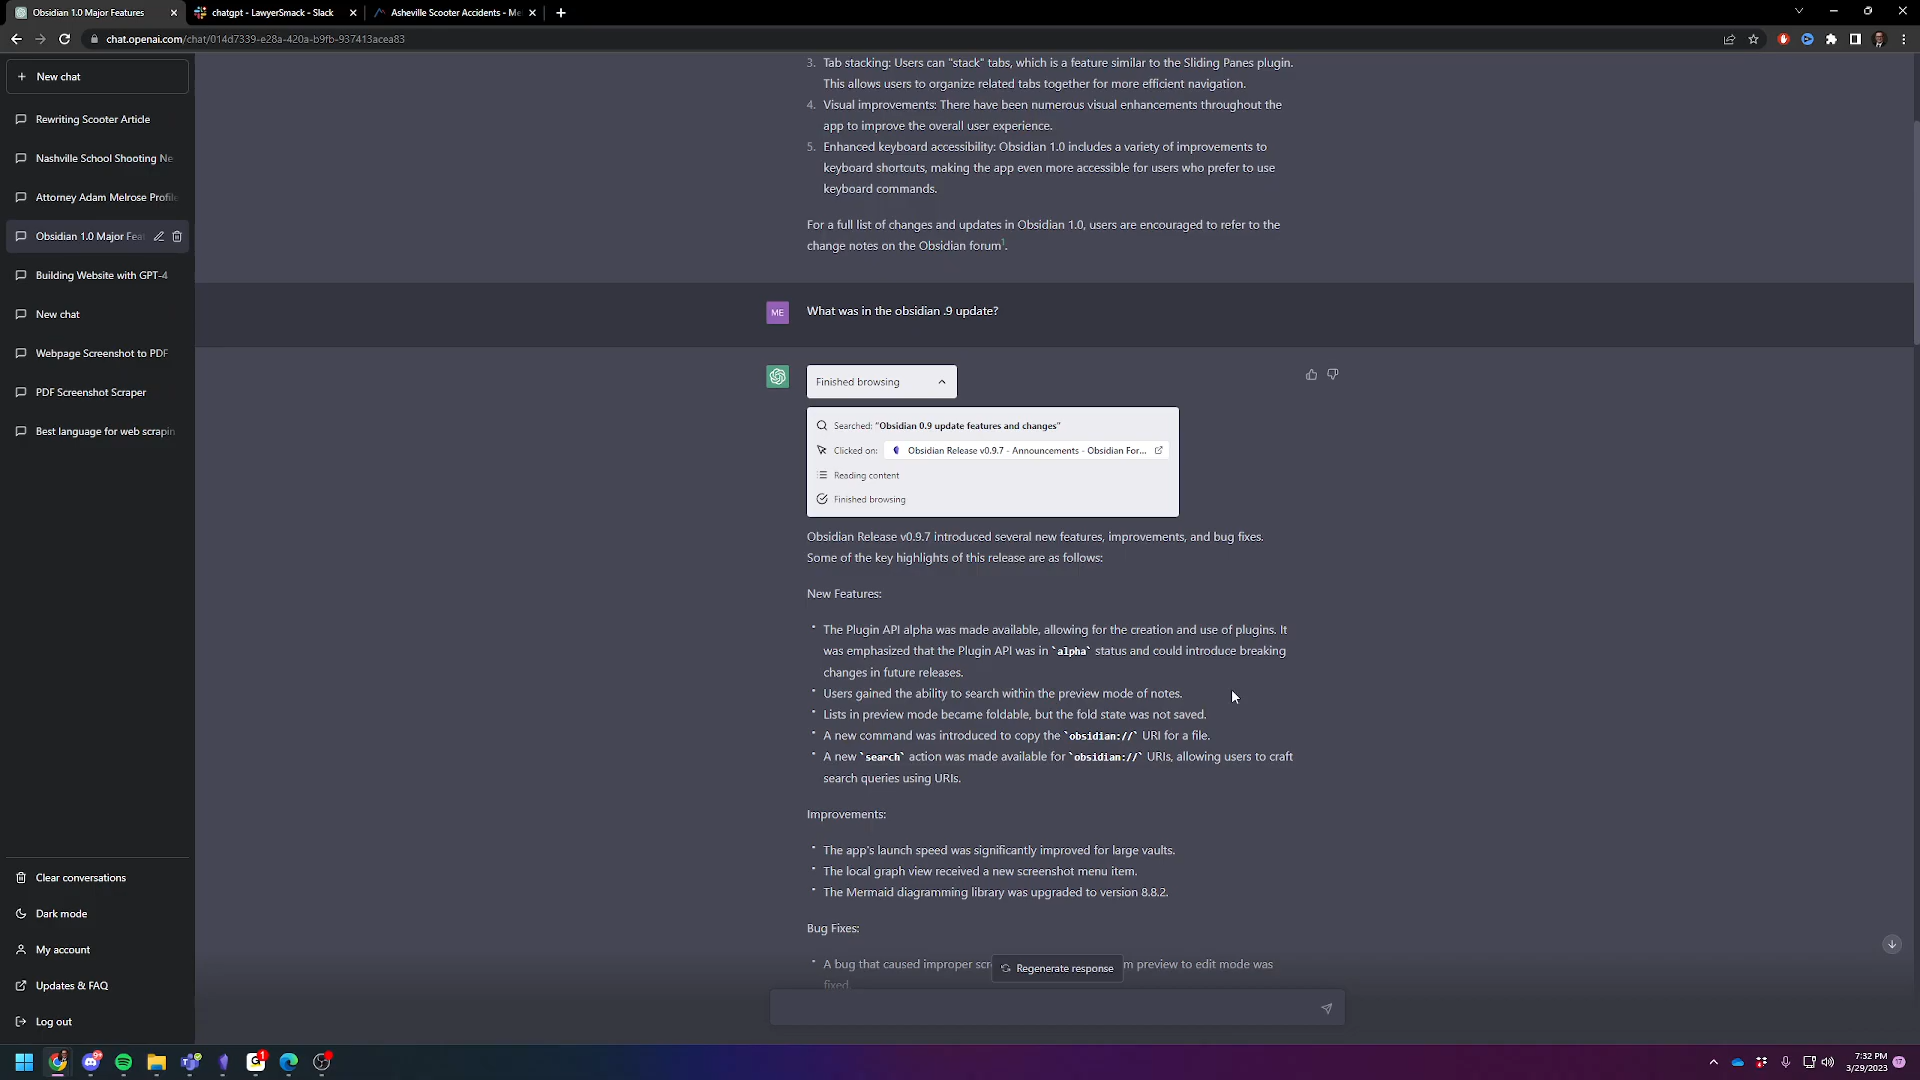 Obsidian 1.0 Major Features
chatgpt - LawyerSmack - Slack
Asheville Scooter Accidents - Me
chat.openai.com/chat/014d7339-e28a-420a-b9fb-937413acea83
New chat
Rewriting Scooter Article
Nashville School Shooting Ne
Attorney Adam Melrose Profile
Obsidian 1.0 Major Fea
Building Website with GPT-4
New chat
Webpage Screenshot to PDF
PDF Screenshot Scraper
Best language for web scrapin
Clear conversations
Dark mode
My account
Updates & FAQ
Log out
3. Tab stacking: Users can "stack" tabs, which is a feature similar to the Sliding Panes plugin.
This allows users to organize related tabs together for more efficient navigation.
4. Visual improvements: There have been numerous visual enhancements throughout the
app to improve the overall user experience.
5. Enhanced keyboard accessibility: Obsidian 1.0 includes a variety of improvements to
keyboard shortcuts, making the app even more accessible for users who prefer to use
keyboard commands.
For a full list of changes and updates in Obsidian 1.0, users are encouraged to refer to the
change notes on the Obsidian forum¹.
ME
What was in the obsidian .9 update?
Finished browsing
Searched: "Obsidian 0.9 update features and changes"
Clicked on: Obsidian Release v0.9.7 - Announcements - Obsidian For...
Reading content
Finished browsing
Obsidian Release v0.9.7 introduced several new features, improvements, and bug fixes.
Some of the key highlights of this release are as follows:
New Features:
• The Plugin API alpha was made available, allowing for the creation and use of plugins. It
was emphasized that the Plugin API was in `alpha` status and could introduce breaking
changes in future releases.
• Users gained the ability to search within the preview mode of notes.
• Lists in preview mode became foldable, but the fold state was not saved.
• A new command was introduced to copy the `obsidian://` URI for a file.
• A new `search` action was made available for `obsidian://` URIs, allowing users to craft
search queries using URIs.
Improvements:
• The app's launch speed was significantly improved for large vaults.
• The local graph view received a new screenshot menu item.
• The Mermaid diagramming library was upgraded to version 8.8.2.
Bug Fixes:
• A bug that caused improper scr
m preview to edit mode was
fixed.
Regenerate response
7:32 PM
3/29/2023
17